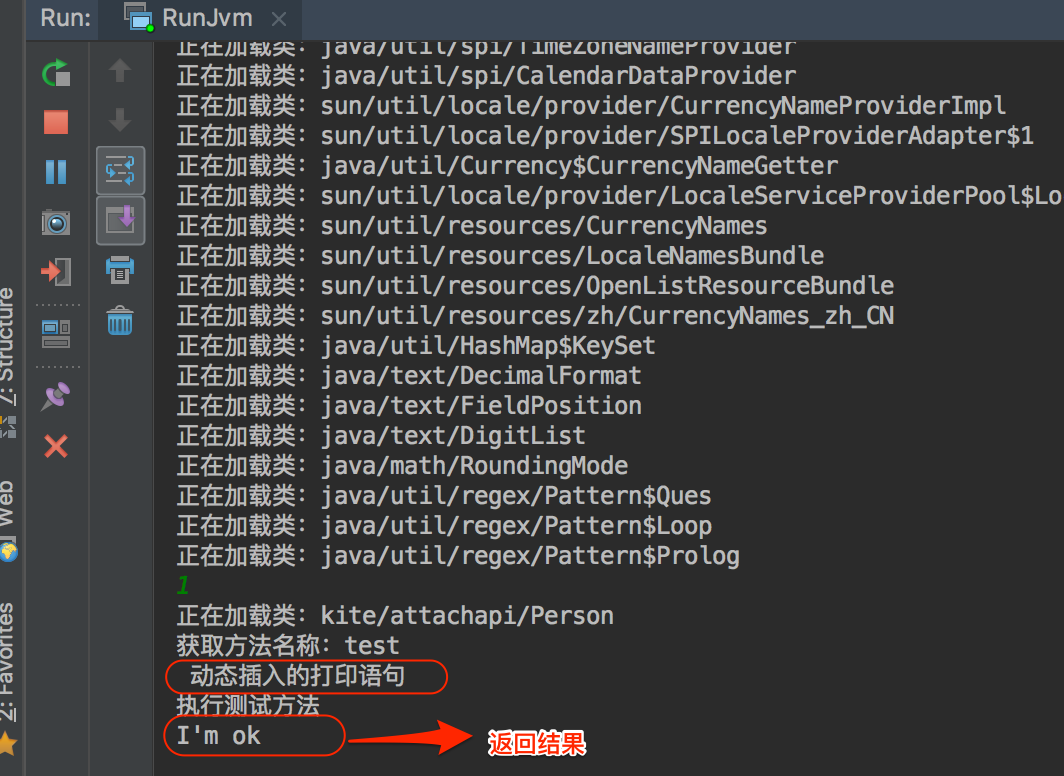 Run: RunJvm
正在加载类：java/util/spi/TimeZoneNameProvider
正在加载类：java/util/spi/CalendarDataProvider
正在加载类：sun/util/locale/provider/CurrencyNameProviderImpl
正在加载类：sun/util/locale/provider/SPILocaleProviderAdapter$1
正在加载类：java/util/Currency$CurrencyNameGetter
正在加载类：sun/util/locale/provider/LocaleServiceProviderPool$Lo
正在加载类：sun/util/resources/CurrencyNames
正在加载类：sun/util/resources/LocaleNamesBundle
正在加载类：sun/util/resources/OpenListResourceBundle
正在加载类：sun/util/resources/zh/CurrencyNames_zh_CN
正在加载类：java/util/HashMap$KeySet
正在加载类：java/text/DecimalFormat
正在加载类：java/text/FieldPosition
正在加载类：java/text/DigitList
正在加载类：java/math/RoundingMode
正在加载类：java/util/regex/Pattern$Ques
正在加载类：java/util/regex/Pattern$Loop
正在加载类：java/util/regex/Pattern$Prolog
1
正在加载类：kite/attachapi/Person
获取方法名称：test
动态插入的打印语句
执行测试方法
I'm ok
返回结果
7: Structure
Web
2: Favorites